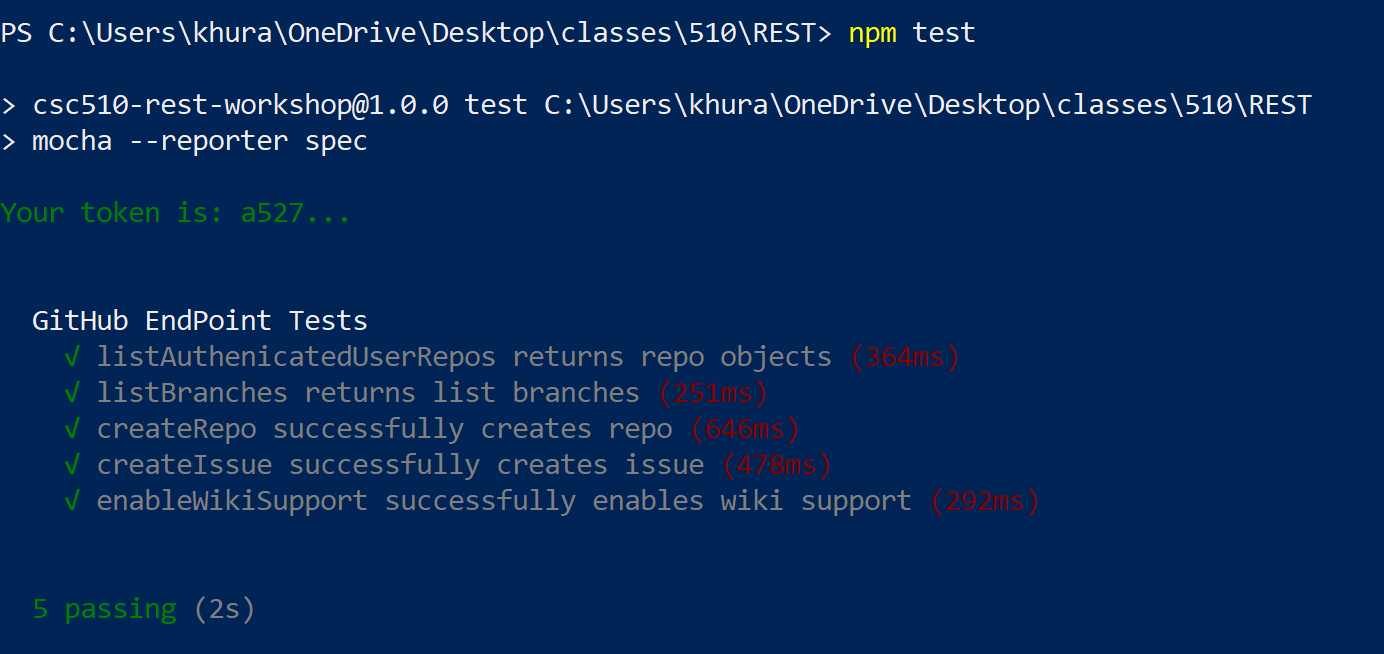 PS C:\Users\khura\OneDrive\Desktop\classes\510\REST> npm test
> csc510-rest-workshop@1.0.0 test C:\Users\khura\OneDrive\Desktop\classes\510\REST
> mocha --reporter spec
Your token is: a527...
GitHub EndPoint Tests
√ listAuthenicatedUserRepos returns repo objects (364ms)
√ listBranches returns list branches (251ms)
√ createRepo successfully creates repo (646ms)
√ createIssue successfully creates issue (478ms)
√ enableWikiSupport successfully enables wiki support (292ms)
5 passing (2s)